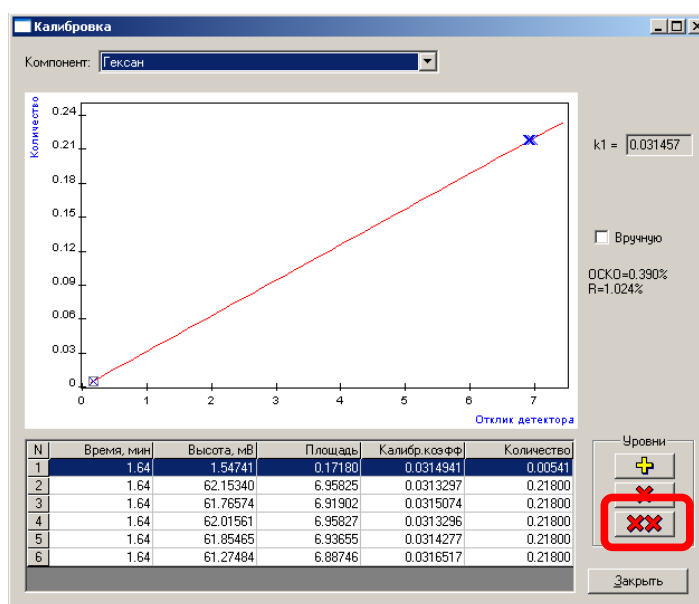 Калибровка
Компонент: Гексан
Количество
0.24
0.21
0.18
0.15
0.12
0.09
0.06
0.03
0
0 1 2 3 4 5 6 7
Отклик детектора
k1 = 0.031457
Вручную
ОСКО=0.390%
R=1.024%
N Время, мин Высота, мВ Площадь Калибр.коэфф Количество
1 1.64 1.54741 0.17180 0.0314941 0.00541
2 1.64 62.15340 6.95825 0.0313297 0.21800
3 1.64 61.76574 6.91902 0.0315074 0.21800
4 1.64 62.01561 6.95827 0.0313296 0.21800
5 1.64 61.85465 6.93655 0.0314277 0.21800
6 1.64 61.27484 6.88746 0.0316517 0.21800
Уровни
Закрыть